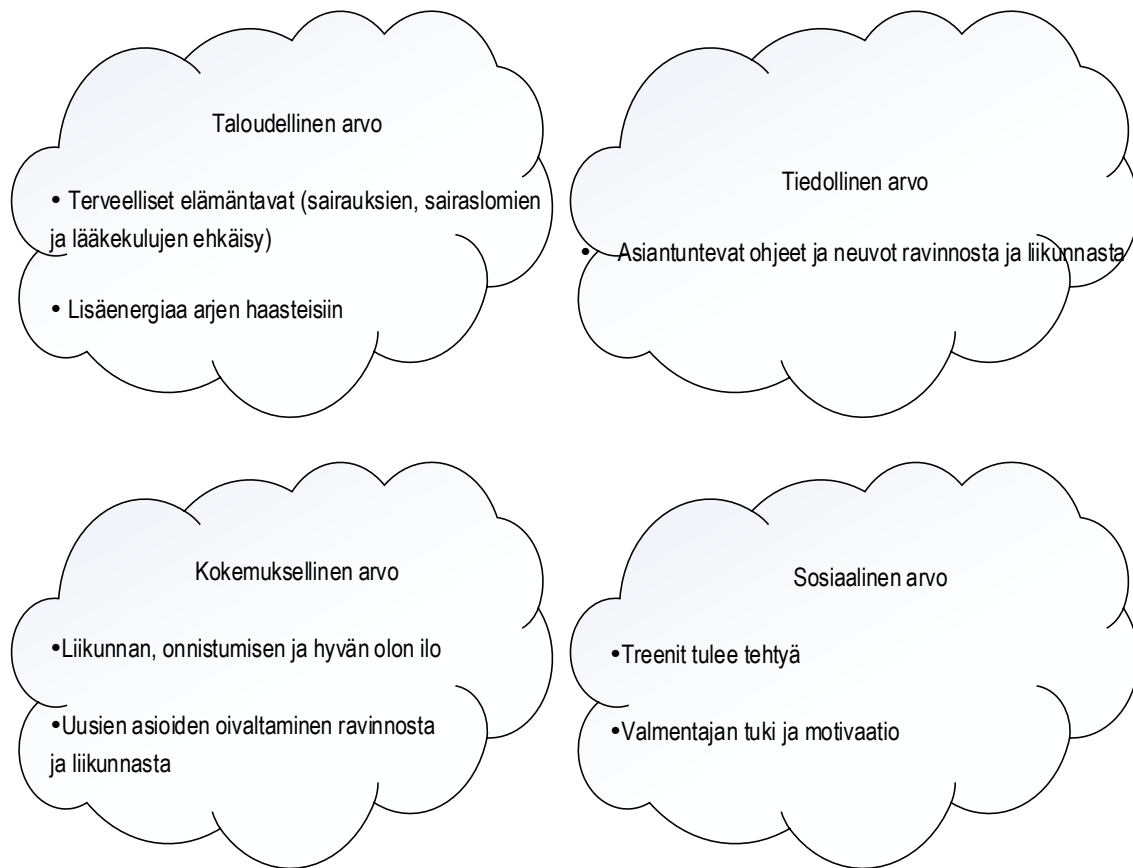 Taloudellinen arvo
• Terveelliset elämäntavat (sairauksien, sairaslomien
ja lääkekulujen ehkäisy)
• Lisäenergiaa arjen haasteisiin
Tiedollinen arvo
• Asiantuntevat ohjeet ja neuvot ravinnosta ja liikunnasta
Kokemuksellinen arvo
•Liikunnan, onnistumisen ja hyvän olon ilo
•Uusien asioiden oivaltaminen ravinnosta
ja liikunnasta
Sosiaalinen arvo
•Treenit tulee tehtyä
•Valmentajan tuki ja motivaatio